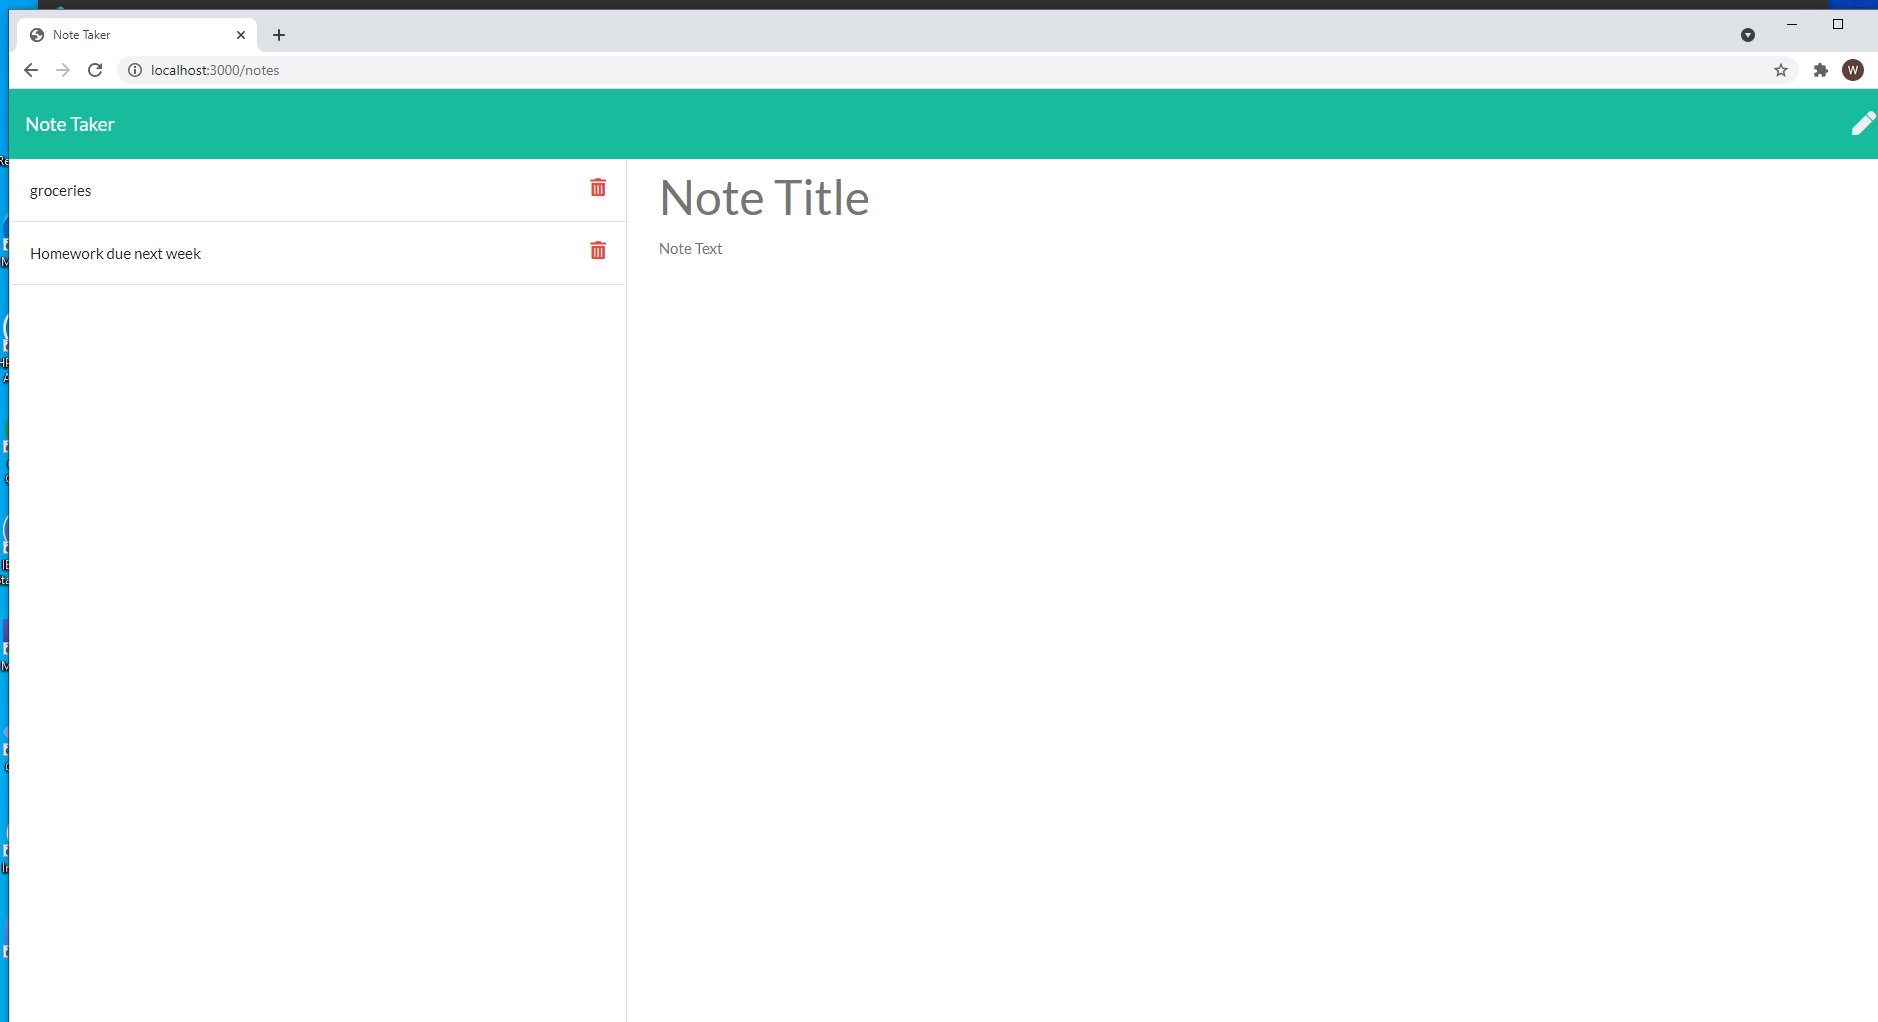 Note Taker
localhost:3000/notes
W
Note Taker
groceries
Homework due next week
Note Title
Note Text